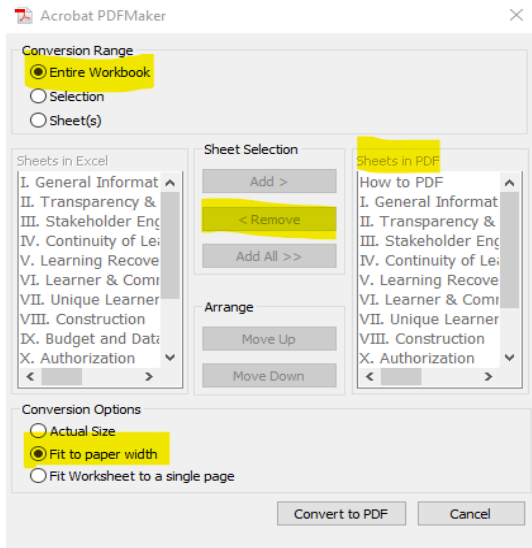 Acrobat PDFMaker
Conversion Range
Entire Workbook
Selection
Sheet(s)
Sheets in Excel
I. General Informat
II. Transparency &
III. Stakeholder Eng
IV. Continuity of Lea
V. Learning Recove
VI. Learner & Comm
VII. Unique Learner
VIII. Construction
IX. Budget and Data
X. Authorization
Sheet Selection
Add >
< Remove
Add All >>
Arrange
Move Up
Move Down
Sheets in PDF
How to PDF
I. General Informat
II. Transparency &
III. Stakeholder Eng
IV. Continuity of Lea
V. Learning Recove
VI. Learner & Comm
VII. Unique Learner
VIII. Construction
X. Authorization
Conversion Options
Actual Size
Fit to paper width
Fit Worksheet to a single page
Convert to PDF
Cancel